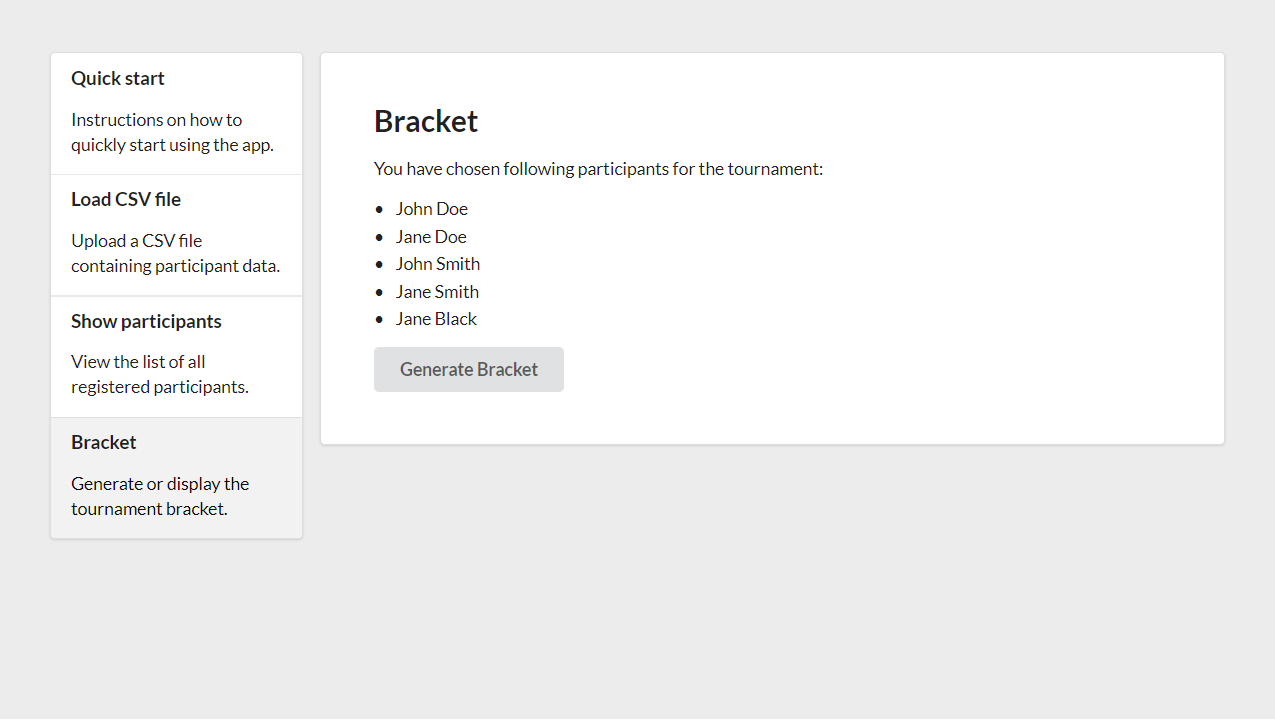 Quick start
Instructions on how to
quickly start using the app.
Load CSV file
Upload a CSV file
containing participant data.
Show participants
View the list of all
registered participants.
Bracket
Generate or display the
tournament bracket.
Bracket
You have chosen following participants for the tournament:
John Doe
Jane Doe
John Smith
Jane Smith
Jane Black
Generate Bracket